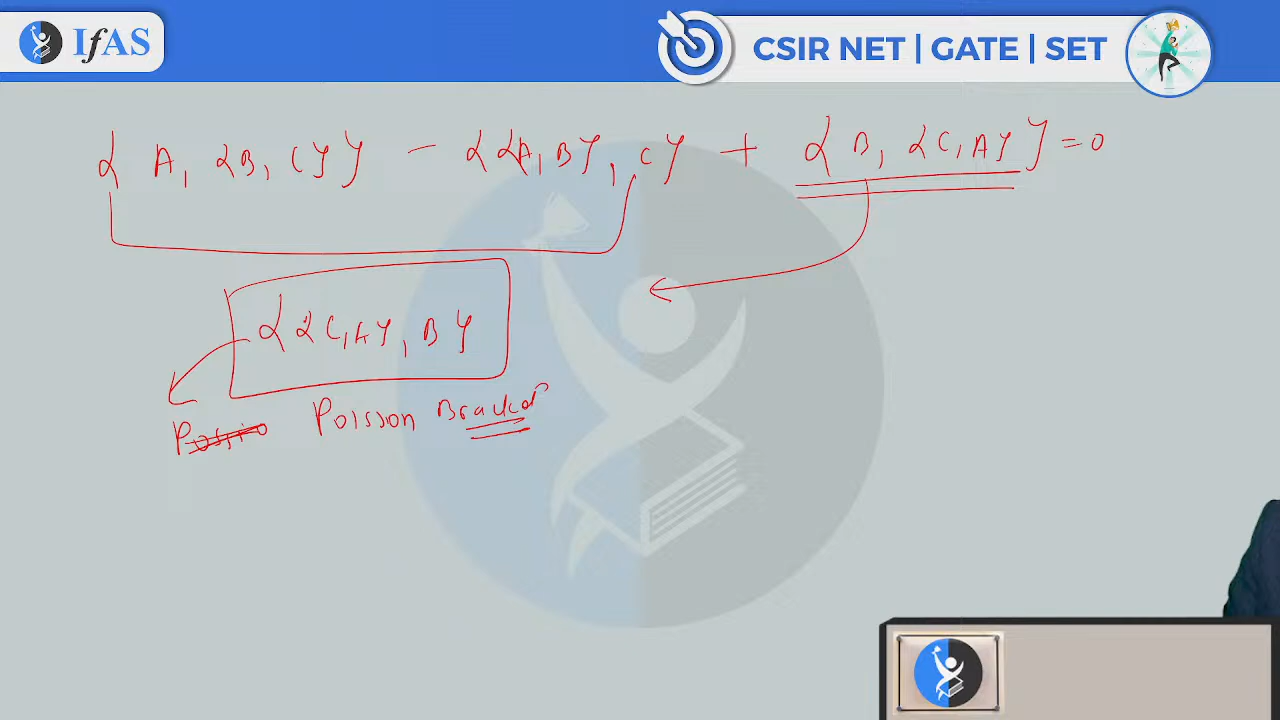 IfAS
CSIR NET | GATE | SET
{ A, {B, C}} - {{A, B}, C} + { B, {C, A}} = 0
{{C, A}, B}
Poisson Bracket